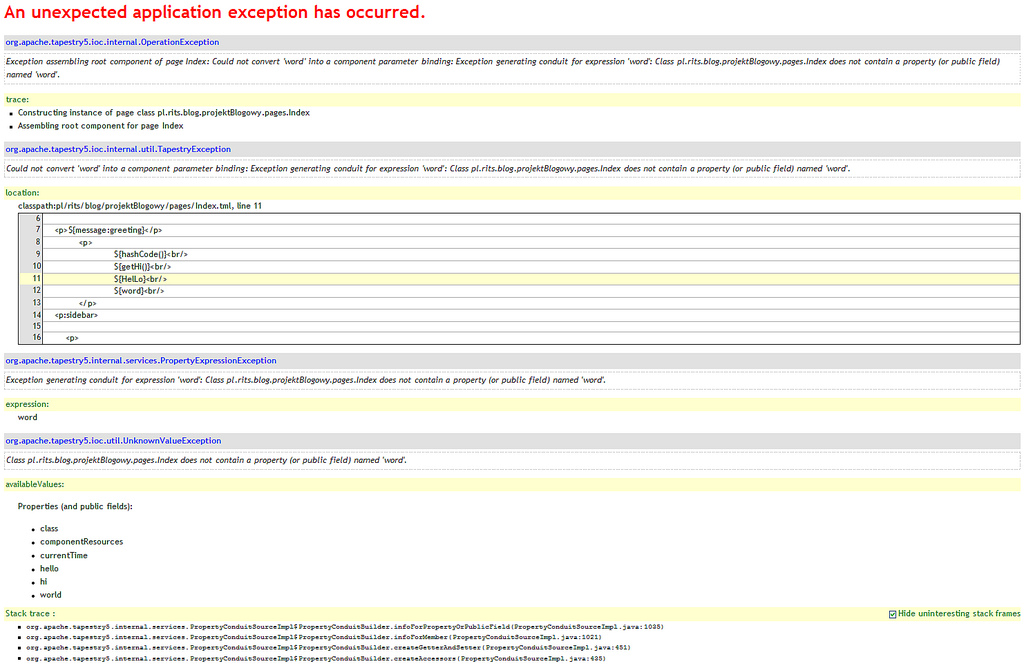 An unexpected application exception has occurred.
org.apache.tapestry5.ioc.internal.OperationException
Exception assembling root component of page Index: Could not convert 'word' into a component parameter binding: Exception generating conduit for expression 'word': Class pl.rits.blog.projektBlogowy.pages.Index does not contain a property (or public field)
named 'word'.
trace:
Constructing instance of page class pl.rits.blog.projektBlogowy.pages.Index
Assembling root component for page Index
org.apache.tapestry5.ioc.internal.util.TapestryException
Could not convert 'word' into a component parameter binding: Exception generating conduit for expression 'word': Class pl.rits.blog.projektBlogowy.pages.Index does not contain a property (or public field) named 'word'.
location:
classpath:pl/rits/blog/projektBlogowy/pages/Index.tml, line 11
6
7 <p>${message:greeting}</p>
8 <p>
9 ${hashCode()}<br/>
10 ${getHi()}<br/>
11 ${HelLo}<br/>
12 ${word}<br/>
13 </p>
14 <p:sidebar>
15
16 <p>
org.apache.tapestry5.internal.services.PropertyExpressionException
Exception generating conduit for expression 'word': Class pl.rits.blog.projektBlogowy.pages.Index does not contain a property (or public field) named 'word'.
expression:
word
org.apache.tapestry5.ioc.util.UnknownValueException
Class pl.rits.blog.projektBlogowy.pages.Index does not contain a property (or public field) named 'word'.
availableValues:
Properties (and public fields):
class
componentResources
currentTime
hello
hi
world
Stack trace : Hide uninteresting stack frames
org.apache.tapestry5.internal.services.PropertyConduitSourceImpl$PropertyConduitBuilder.infoForPropertyOrPublicField(PropertyConduitSourceImpl.java:1038)
org.apache.tapestry5.internal.services.PropertyConduitSourceImpl$PropertyConduitBuilder.infoForMember(PropertyConduitSourceImpl.java:1021)
org.apache.tapestry5.internal.services.PropertyConduitSourceImpl$PropertyConduitBuilder.createGetterAndSetter(PropertyConduitSourceImpl.java:451)
org.apache.tapestry5.internal.services.PropertyConduitSourceImpl$PropertyConduitBuilder.createAccessors(PropertyConduitSourceImpl.java:435)